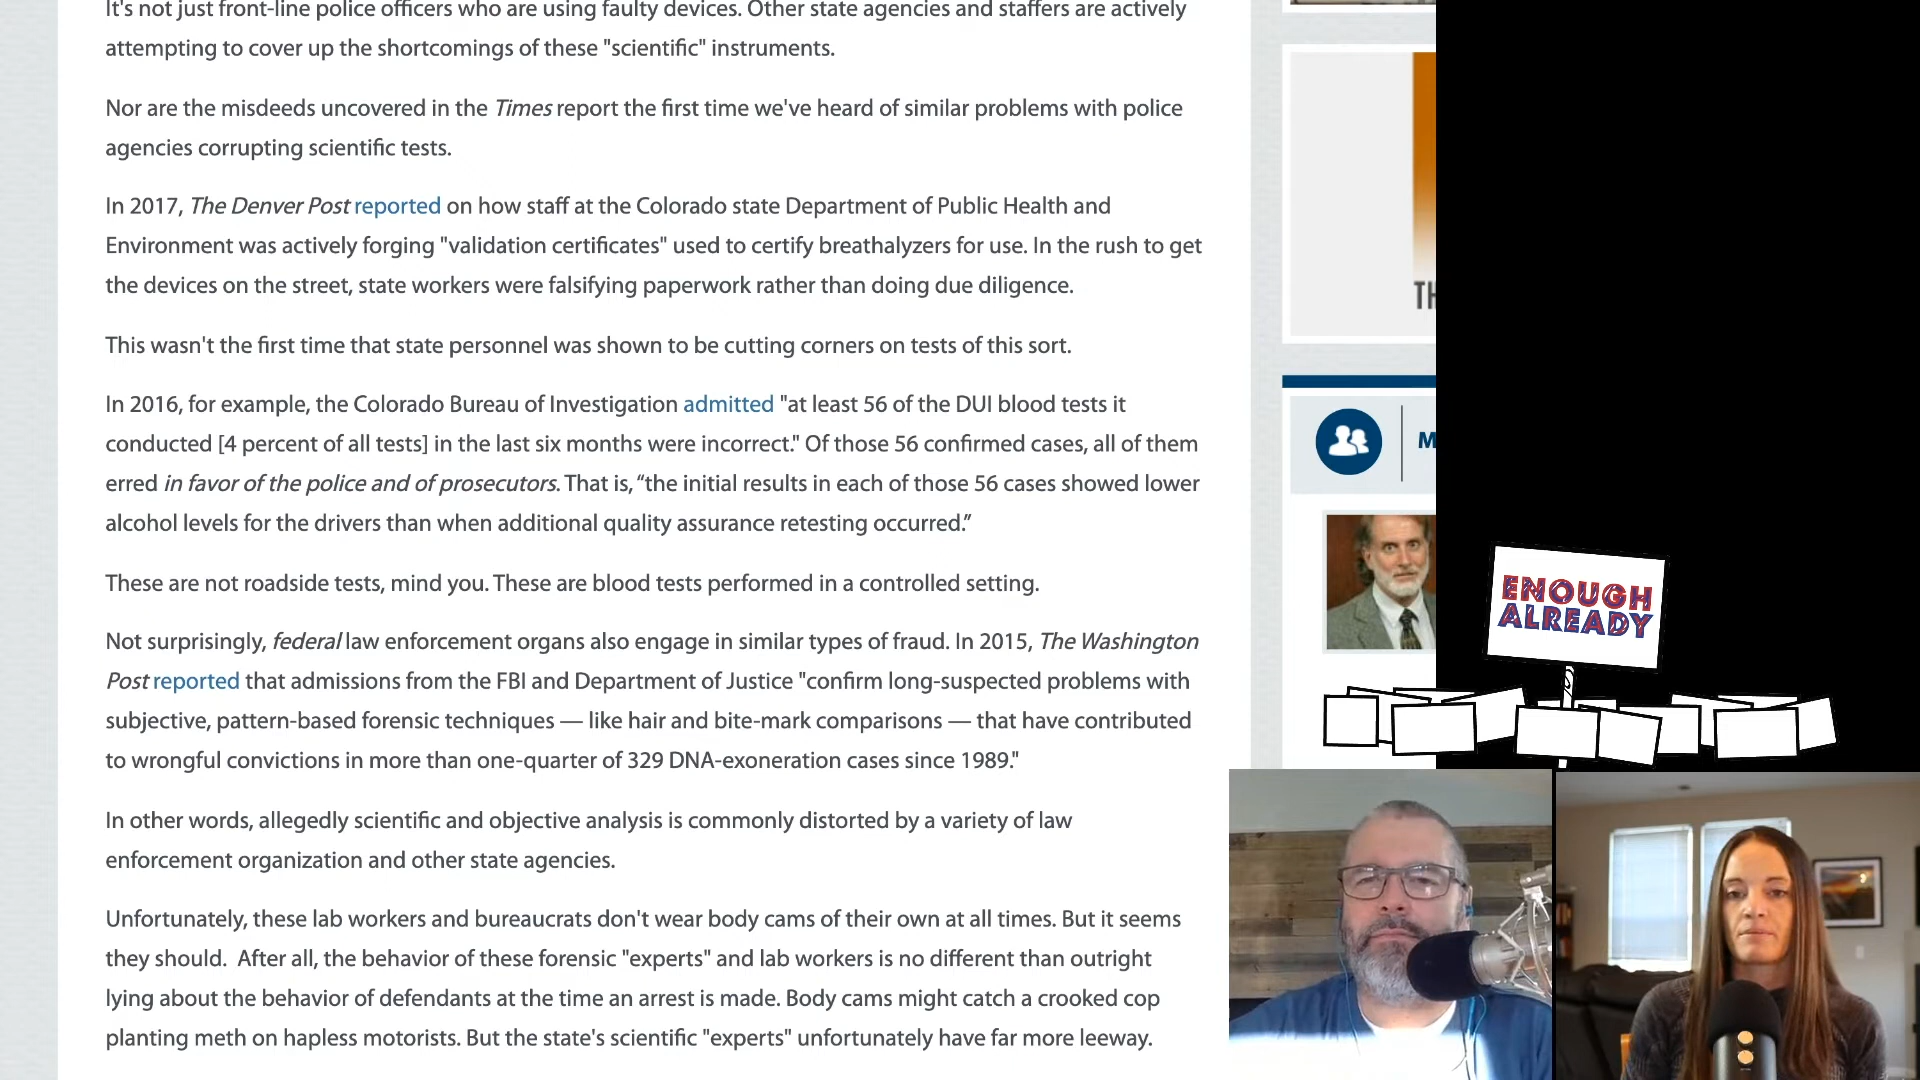 It's not just front-line police officers who are using faulty devices. Other state agencies and staffers are actively
attempting to cover up the shortcomings of these "scientific" instruments.
Nor are the misdeeds uncovered in the Times report the first time we've heard of similar problems with police
agencies corrupting scientific tests.
In 2017, The Denver Post reported on how staff at the Colorado state Department of Public Health and
Environment was actively forging "validation certificates" used to certify breathalyzers for use. In the rush to get
the devices on the street, state workers were falsifying paperwork rather than doing due diligence.
This wasn't the first time that state personnel was shown to be cutting corners on tests of this sort.
In 2016, for example, the Colorado Bureau of Investigation admitted "at least 56 of the DUI blood tests it
conducted [4 percent of all tests] in the last six months were incorrect." Of those 56 confirmed cases, all of them
erred in favor of the police and of prosecutors. That is, “the initial results in each of those 56 cases showed lower
alcohol levels for the drivers than when additional quality assurance retesting occurred.”
These are not roadside tests, mind you. These are blood tests performed in a controlled setting.
Not surprisingly, federal law enforcement organs also engage in similar types of fraud. In 2015, The Washington
Post reported that admissions from the FBI and Department of Justice "confirm long-suspected problems with
subjective, pattern-based forensic techniques — like hair and bite-mark comparisons — that have contributed
to wrongful convictions in more than one-quarter of 329 DNA-exoneration cases since 1989."
In other words, allegedly scientific and objective analysis is commonly distorted by a variety of law
enforcement organization and other state agencies.
Unfortunately, these lab workers and bureaucrats don't wear body cams of their own at all times. But it seems
they should.  After all, the behavior of these forensic "experts" and lab workers is no different than outright
lying about the behavior of defendants at the time an arrest is made. Body cams might catch a crooked cop
planting meth on hapless motorists. But the state's scientific "experts" unfortunately have far more leeway.
TH
M
ENOUGH
ALREADY